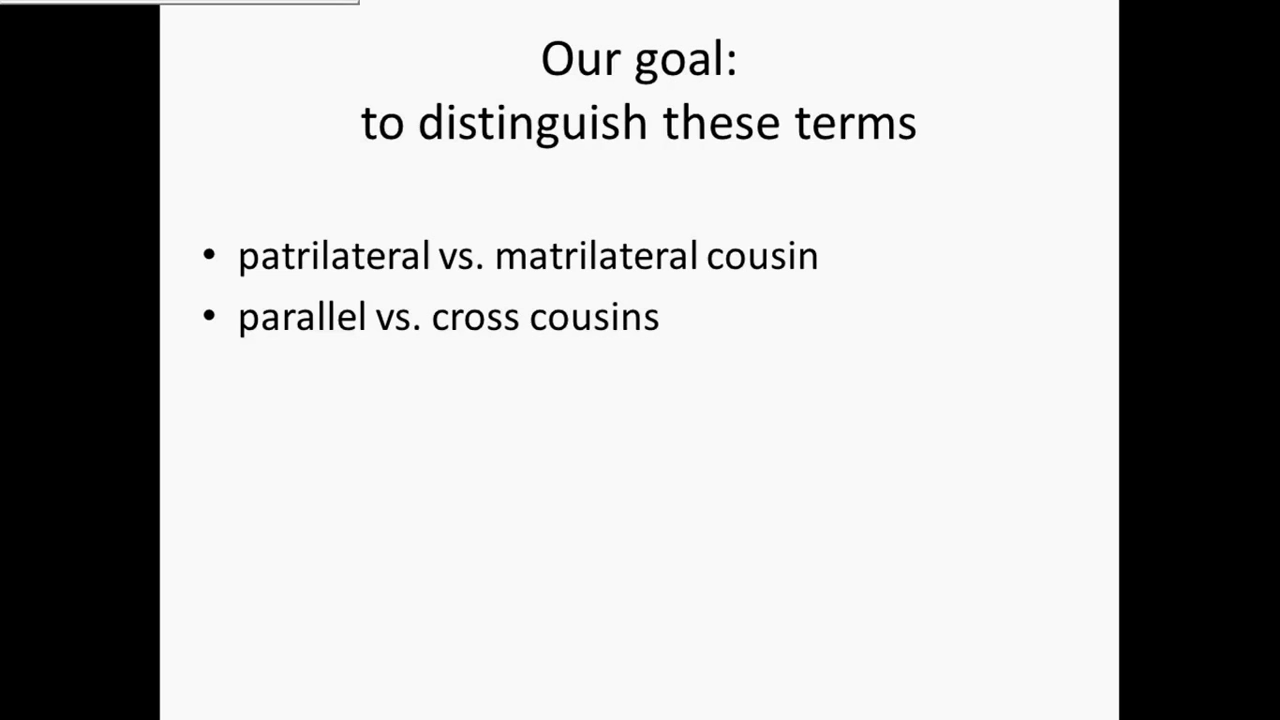 Our goal:
to distinguish these terms
• patrilateral vs. matrilateral cousin
• parallel vs. cross cousins